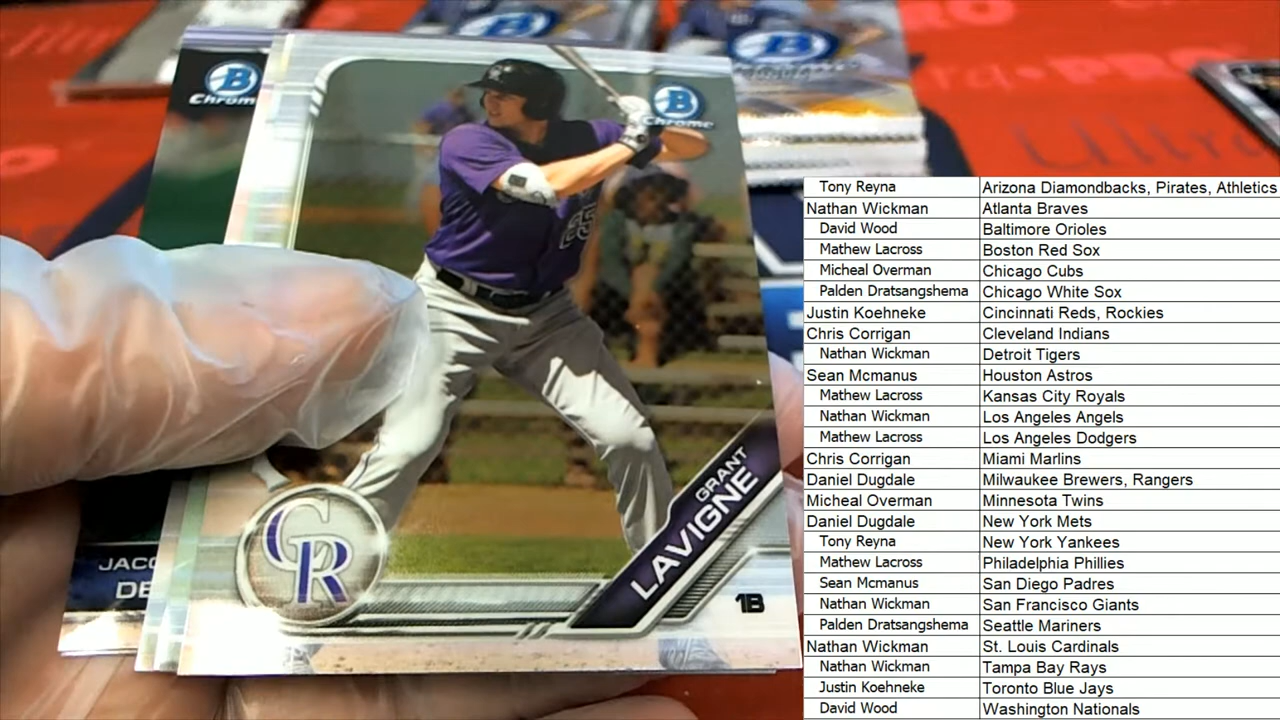 B
Chrome
B
Chrome
B
B
PRO
Ultra
25
GRANT
LAVIGNE
1B
CR
JACO
DE
Tony Reyna Arizona Diamondbacks, Pirates, Athletics
Nathan Wickman Atlanta Braves
David Wood Baltimore Orioles
Mathew Lacross Boston Red Sox
Micheal Overman Chicago Cubs
Palden Dratsangshema Chicago White Sox
Justin Koehneke Cincinnati Reds, Rockies
Chris Corrigan Cleveland Indians
Nathan Wickman Detroit Tigers
Sean Mcmanus Houston Astros
Mathew Lacross Kansas City Royals
Nathan Wickman Los Angeles Angels
Mathew Lacross Los Angeles Dodgers
Chris Corrigan Miami Marlins
Daniel Dugdale Milwaukee Brewers, Rangers
Micheal Overman Minnesota Twins
Daniel Dugdale New York Mets
Tony Reyna New York Yankees
Mathew Lacross Philadelphia Phillies
Sean Mcmanus San Diego Padres
Nathan Wickman San Francisco Giants
Palden Dratsangshema Seattle Mariners
Nathan Wickman St. Louis Cardinals
Nathan Wickman Tampa Bay Rays
Justin Koehneke Toronto Blue Jays
David Wood Washington Nationals